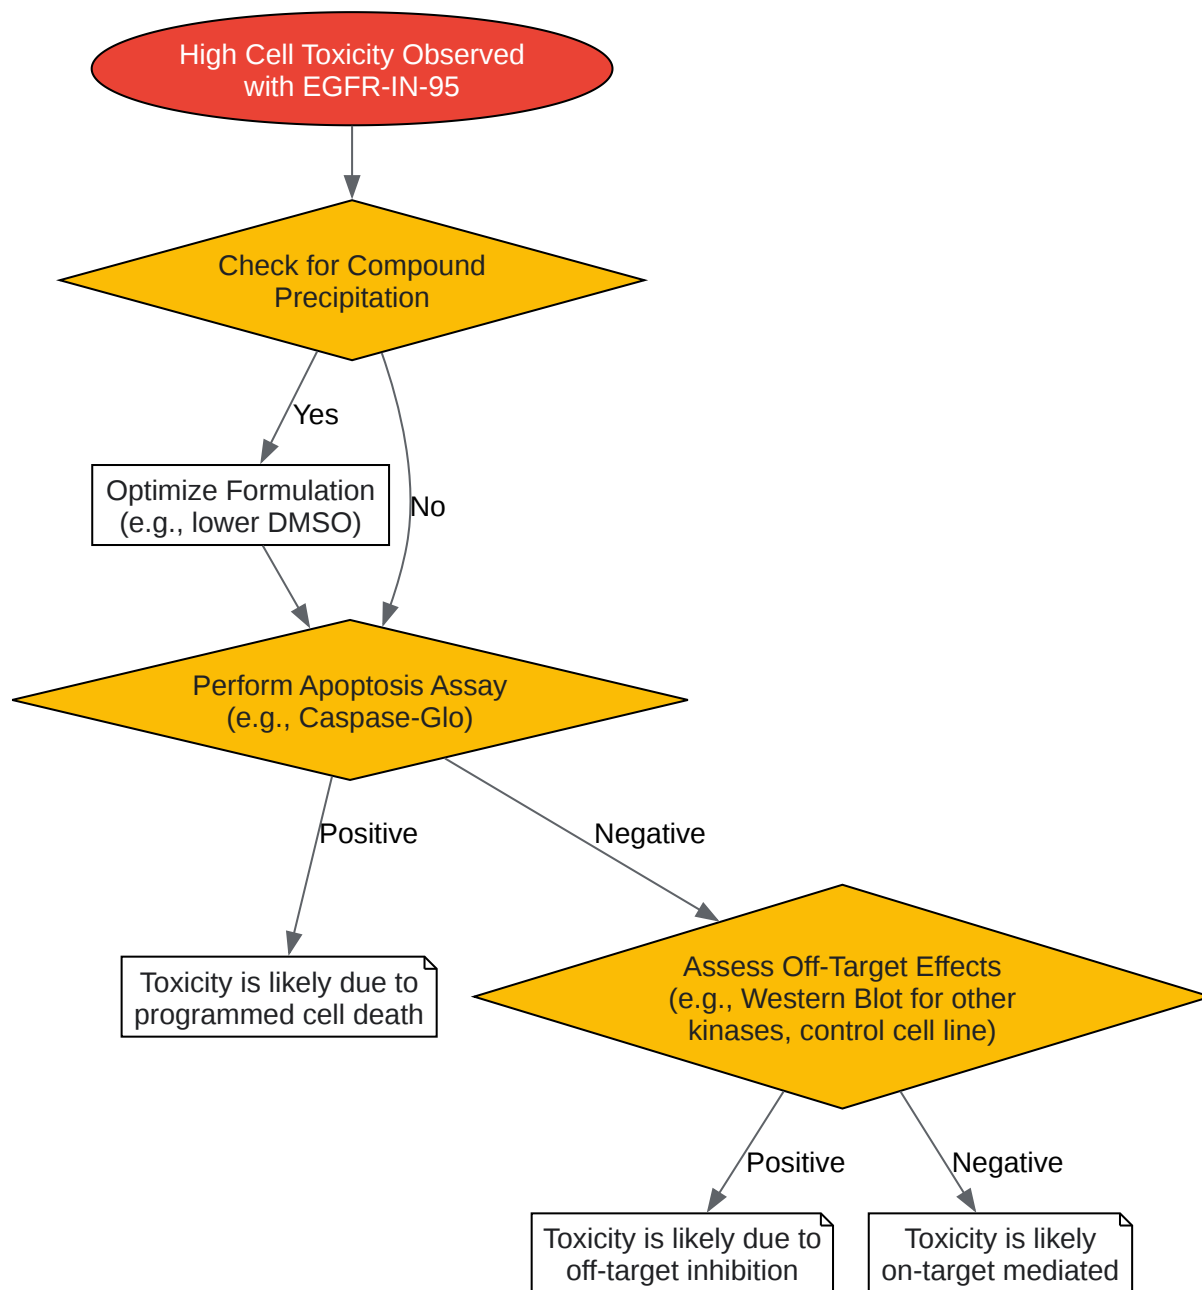 High Cell Toxicity Observed
with EGFR-IN-95
Check for Compound
Precipitation
Yes
Optimize Formulation
(e.g., lower DMSO)
No
Perform Apoptosis Assay
(e.g., Caspase-Glo)
Positive
Negative
Toxicity is likely due to
programmed cell death
Assess Off-Target Effects
(e.g., Western Blot for other
kinases, control cell line)
Positive
Negative
Toxicity is likely due to
off-target inhibition
Toxicity is likely
on-target mediated